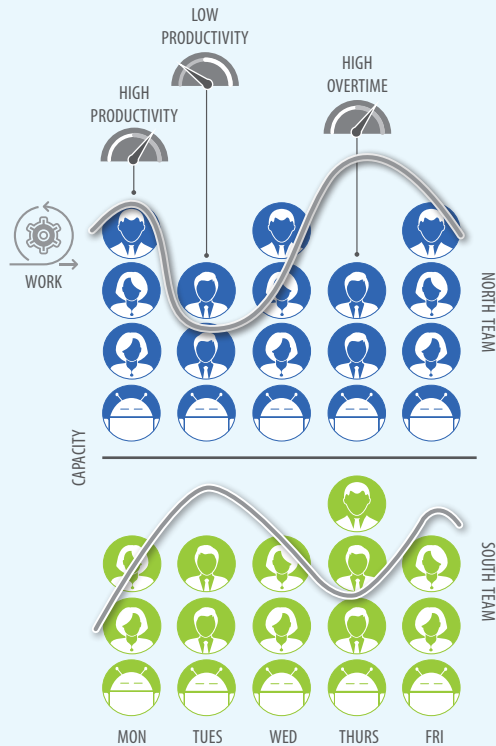 LOW
PRODUCTIVITY
HIGH
PRODUCTIVITY
HIGH
OVERTIME
WORK
NORTH TEAM
CAPACITY
SOUTH TEAM
MON TUES WED THURS FRI